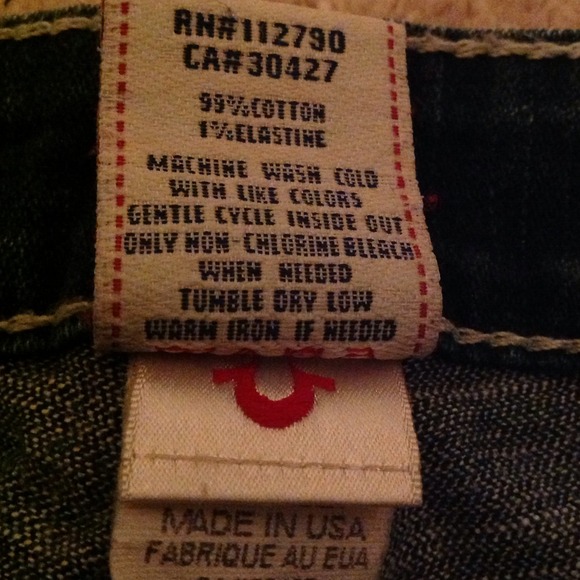 RN#112790
CA#30427
99%COTTON
1%ELASTINE
MACHINE WASH COLD
WITH LIKE COLORS
GENTLE CYCLE INSIDE OUT
ONLY NON-CHLORINE BLEACH
WHEN NEEDED
TUMBLE DRY LOW
WARM IRON IF NEEDED
MADE IN USA
FABRIQUE AU EUA